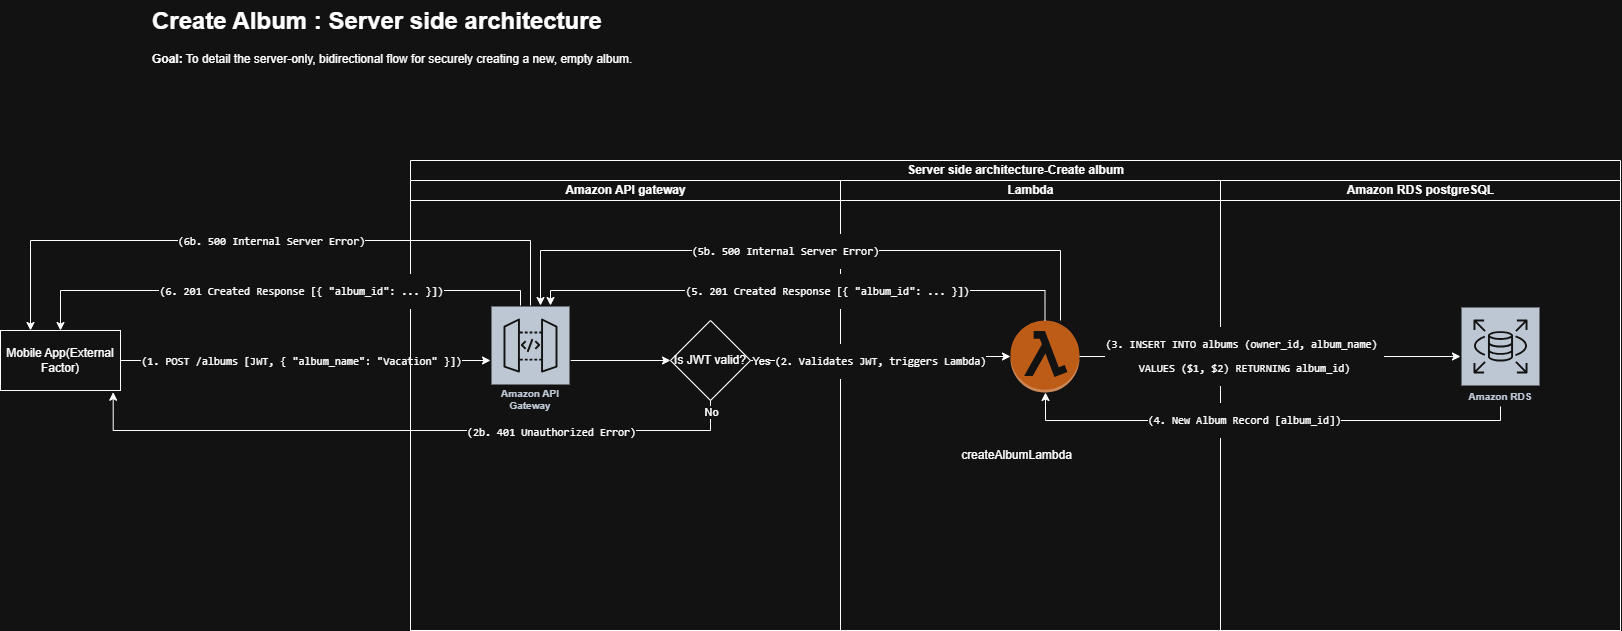 Create Album : Server side architecture
Goal: To detail the server-only, bidirectional flow for securely creating a new, empty album.
Server side architecture-Create album
Amazon API gateway
Lambda
Amazon RDS postgreSQL
(6b. 500 Internal Server Error)
(5b. 500 Internal Server Error)
(6. 201 Created Response [{ "album_id": ... }])
(5. 201 Created Response [{ "album_id": ... }])
Mobile App(External
Factor)
(1. POST /albums [JWT, { "album_name": "Vacation" }])
</>
Amazon API
Gateway
Is JWT valid?
Yes
(2. Validates JWT, triggers Lambda)
(3. INSERT INTO albums (owner_id, album_name)
VALUES ($1, $2) RETURNING album_id)
Amazon RDS
No
(2b. 401 Unauthorized Error)
(4. New Album Record [album_id])
createAlbumLambda